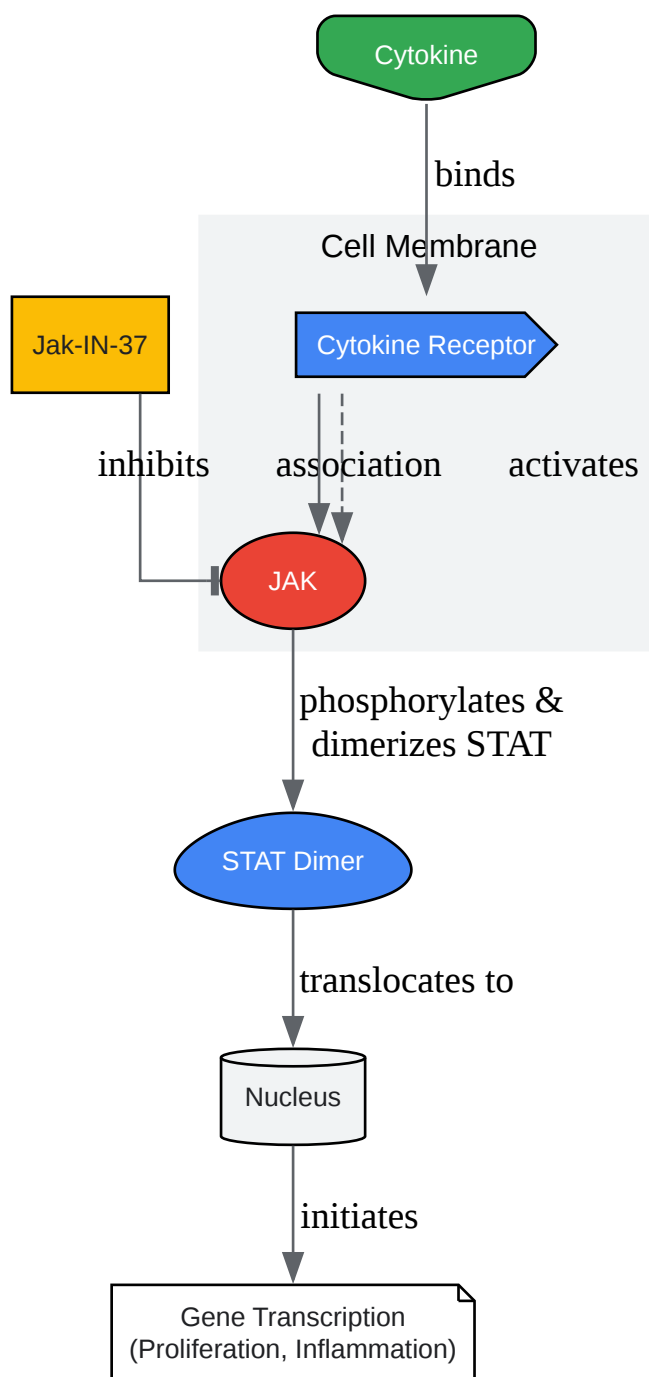 Cytokine
binds
Cell Membrane
Jak-IN-37
Cytokine Receptor
inhibits
association
activates
JAK
phosphorylates &
dimerizes STAT
STAT Dimer
translocates to
Nucleus
initiates
Gene Transcription
(Proliferation, Inflammation)